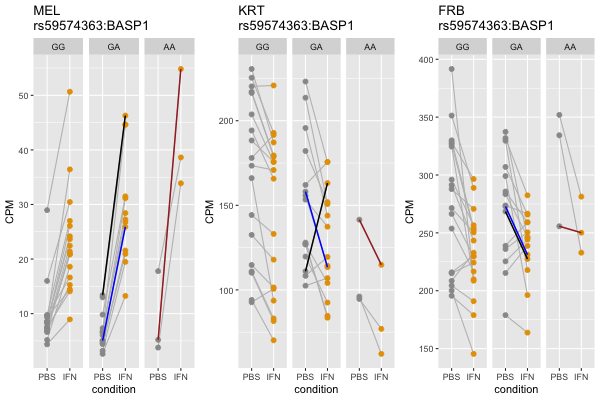 MEL
rs59574363:BASP1
GG GA AA
CPM
50
40
30
20
10
PBS IFN PBS IFN PBS IFN
condition
KRT
rs59574363:BASP1
GG GA AA
CPM
200
150
100
PBS IFN PBS IFN PBS IFN
condition
FRB
rs59574363:BASP1
GG GA AA
CPM
400
350
300
250
200
150
PBS IFN PBS IFN PBS IFN
condition